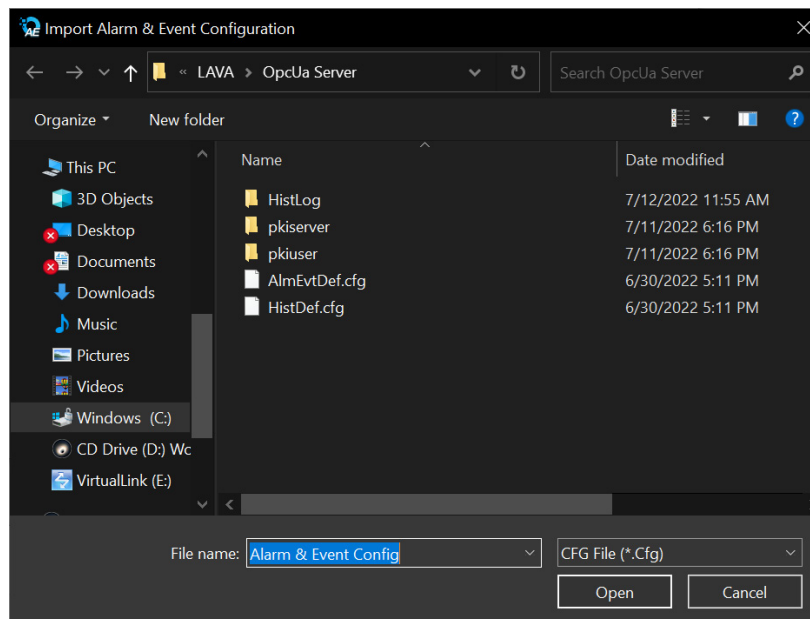 AE Import Alarm & Event Configuration
« LAVA > OpcUa Server
Search OpcUa Server
Organize New folder
Name Date modified
This PC
3D Objects
Desktop
Documents
Downloads
Music
Pictures
Videos
Windows (C:)
CD Drive (D:) Wc
VirtualLink (E:)
HistLog 7/12/2022 11:55 AM
pkiserver 7/11/2022 6:16 PM
pkiuser 7/11/2022 6:16 PM
AlmEvtDef.cfg 6/30/2022 5:11 PM
HistDef.cfg 6/30/2022 5:11 PM
File name: Alarm & Event Config CFG File (*.Cfg)
Open Cancel